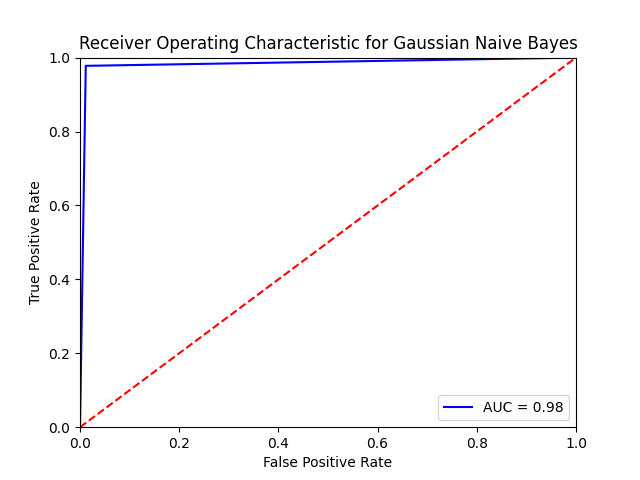 Receiver Operating Characteristic for Gaussian Naive Bayes
1.0
0.8
0.6
0.4
0.2
0.0
True Positive Rate
AUC = 0.98
0.0 0.2 0.4 0.6 0.8 1.0
False Positive Rate